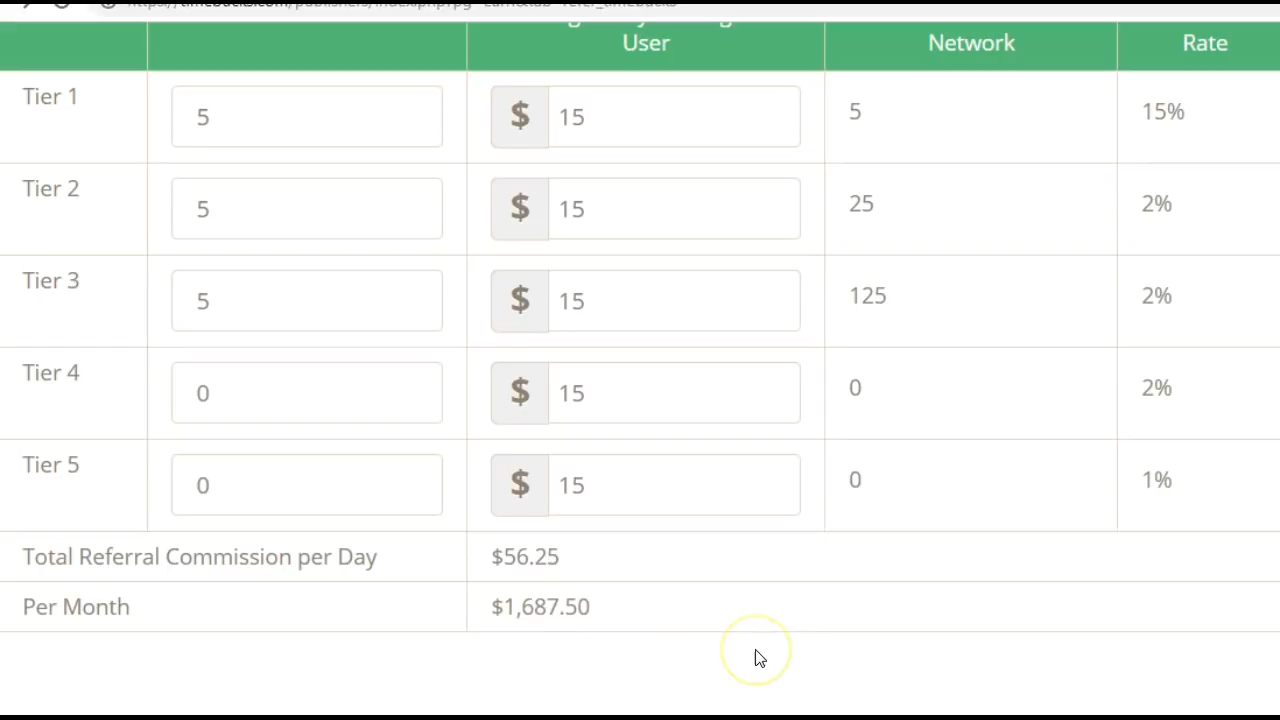 User Network Rate
Tier 1 5 $ 15 5 15%
Tier 2 5 $ 15 25 2%
Tier 3 5 $ 15 125 2%
Tier 4 0 $ 15 0 2%
Tier 5 0 $ 15 0 1%
Total Referral Commission per Day $56.25
Per Month $1,687.50